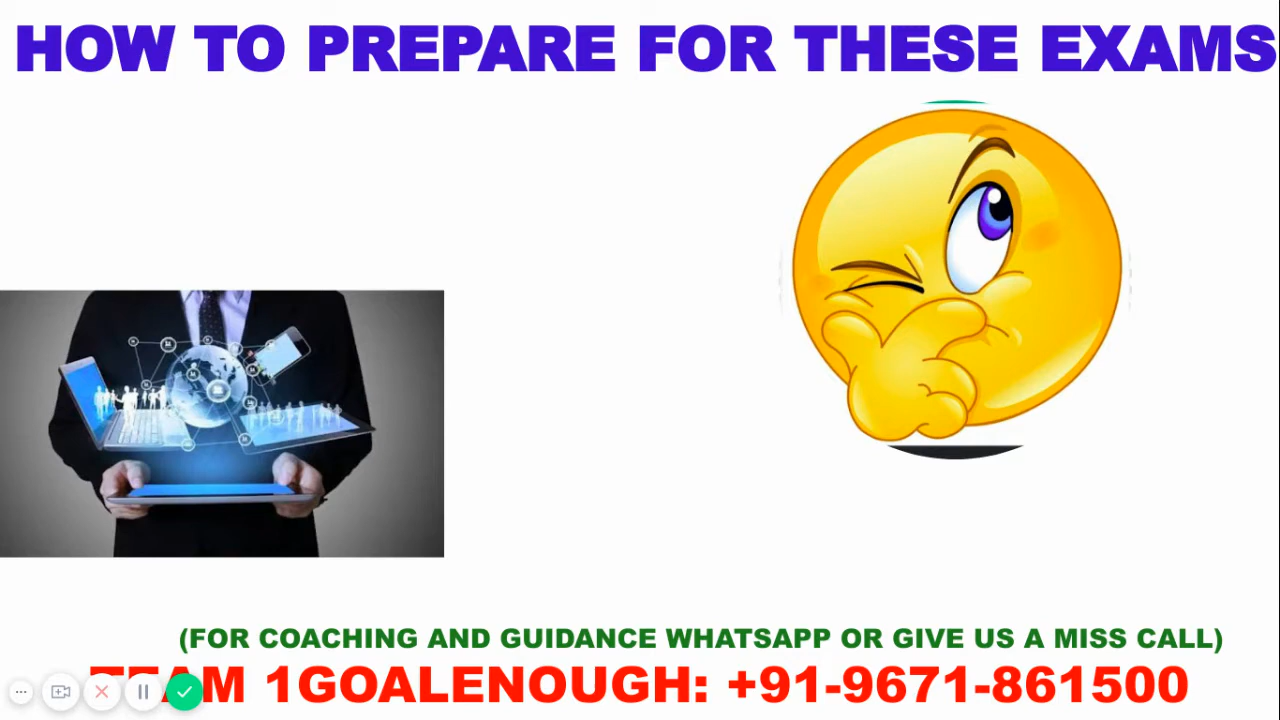 HOW TO PREPARE FOR THESE EXAMS
(FOR COACHING AND GUIDANCE WHATSAPP OR GIVE US A MISS CALL)
TEAM 1GOALENOUGH: +91-9671-861500